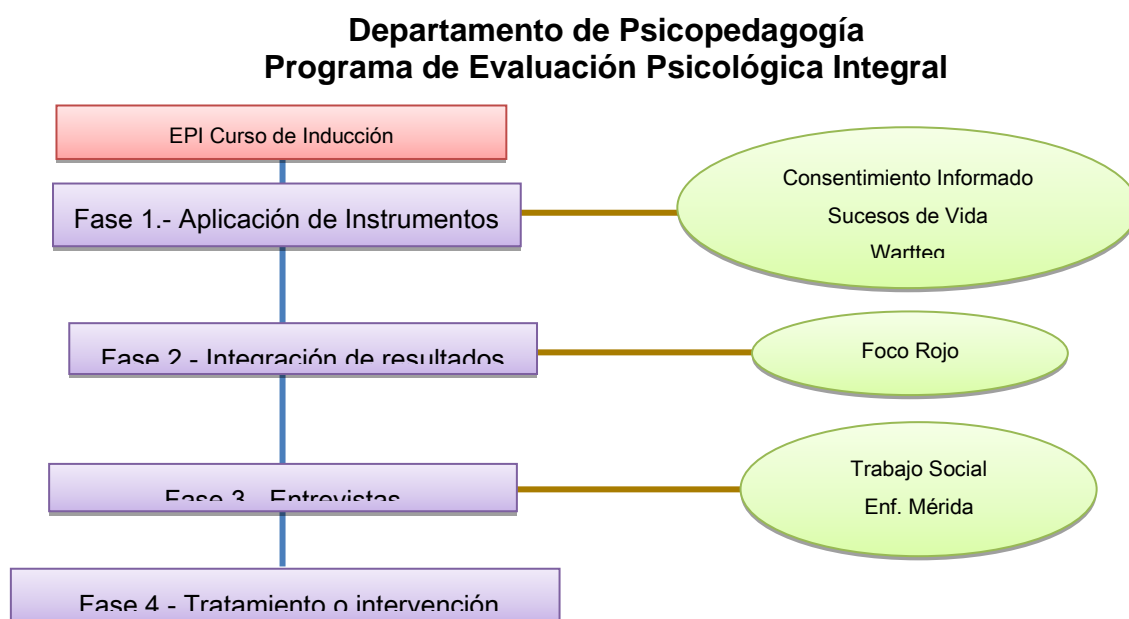 Departamento de Psicopedagogía
Programa de Evaluación Psicológica Integral
EPI Curso de Inducción
Fase 1.- Aplicación de Instrumentos
Consentimiento Informado
Sucesos de Vida
Wartteg
Fase 2 - Integración de resultados
Foco Rojo
Fase 3 - Entrevistas
Trabajo Social
Enf. Mérida
Fase 4 - Tratamiento o intervención